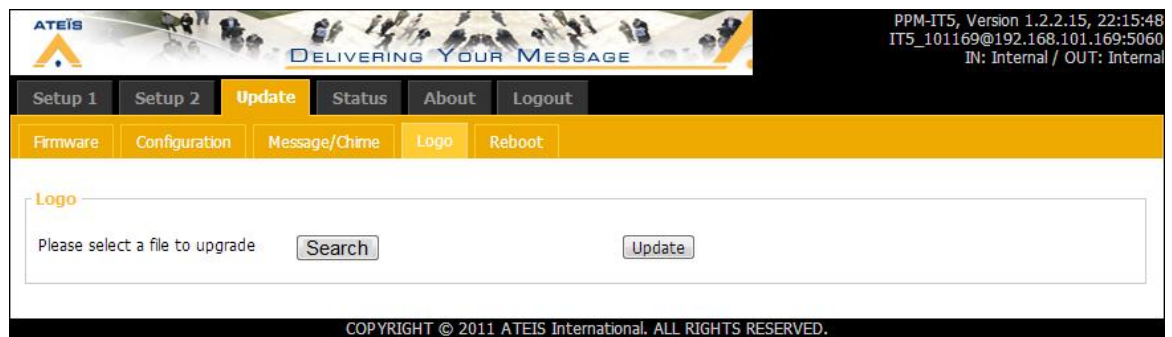 ATEÏS
DELIVERING YOUR MESSAGE
PPM-IT5, Version 1.2.2.15, 22:15:48
IT5_101169@192.168.101.169:5060
IN: Internal / OUT: Internal
Setup 1 Setup 2 Update Status About Logout
Firmware Configuration Message/Chime Logo Reboot
Logo
Please select a file to upgrade Search Update
COPYRIGHT © 2011 ATEIS International. ALL RIGHTS RESERVED.